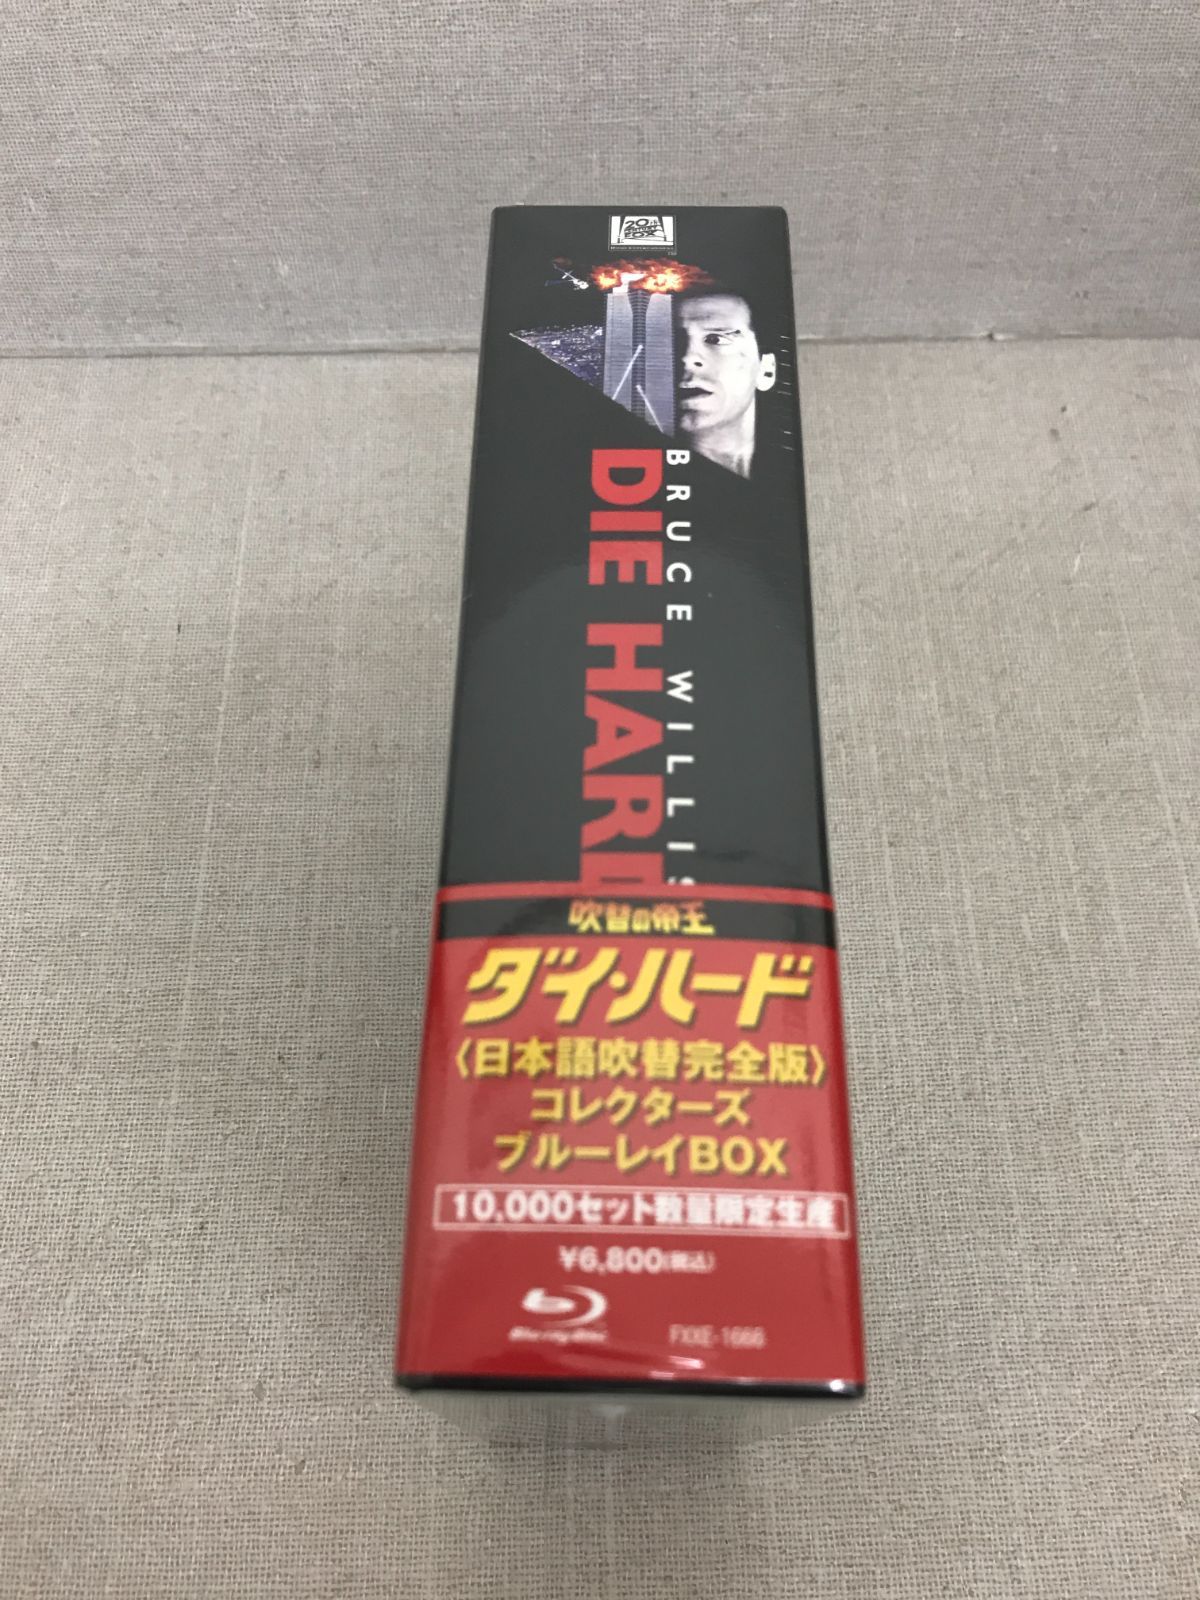 20th
CENTURY
FOX
BRUCE WILLIS
DIE HARD
吹替の帝王
ダイ・ハード
〈日本語吹替完全版〉
コレクターズ
ブルーレイBOX
10,000セット数量限定生産
¥6,800(税込)
Blu-ray Disc